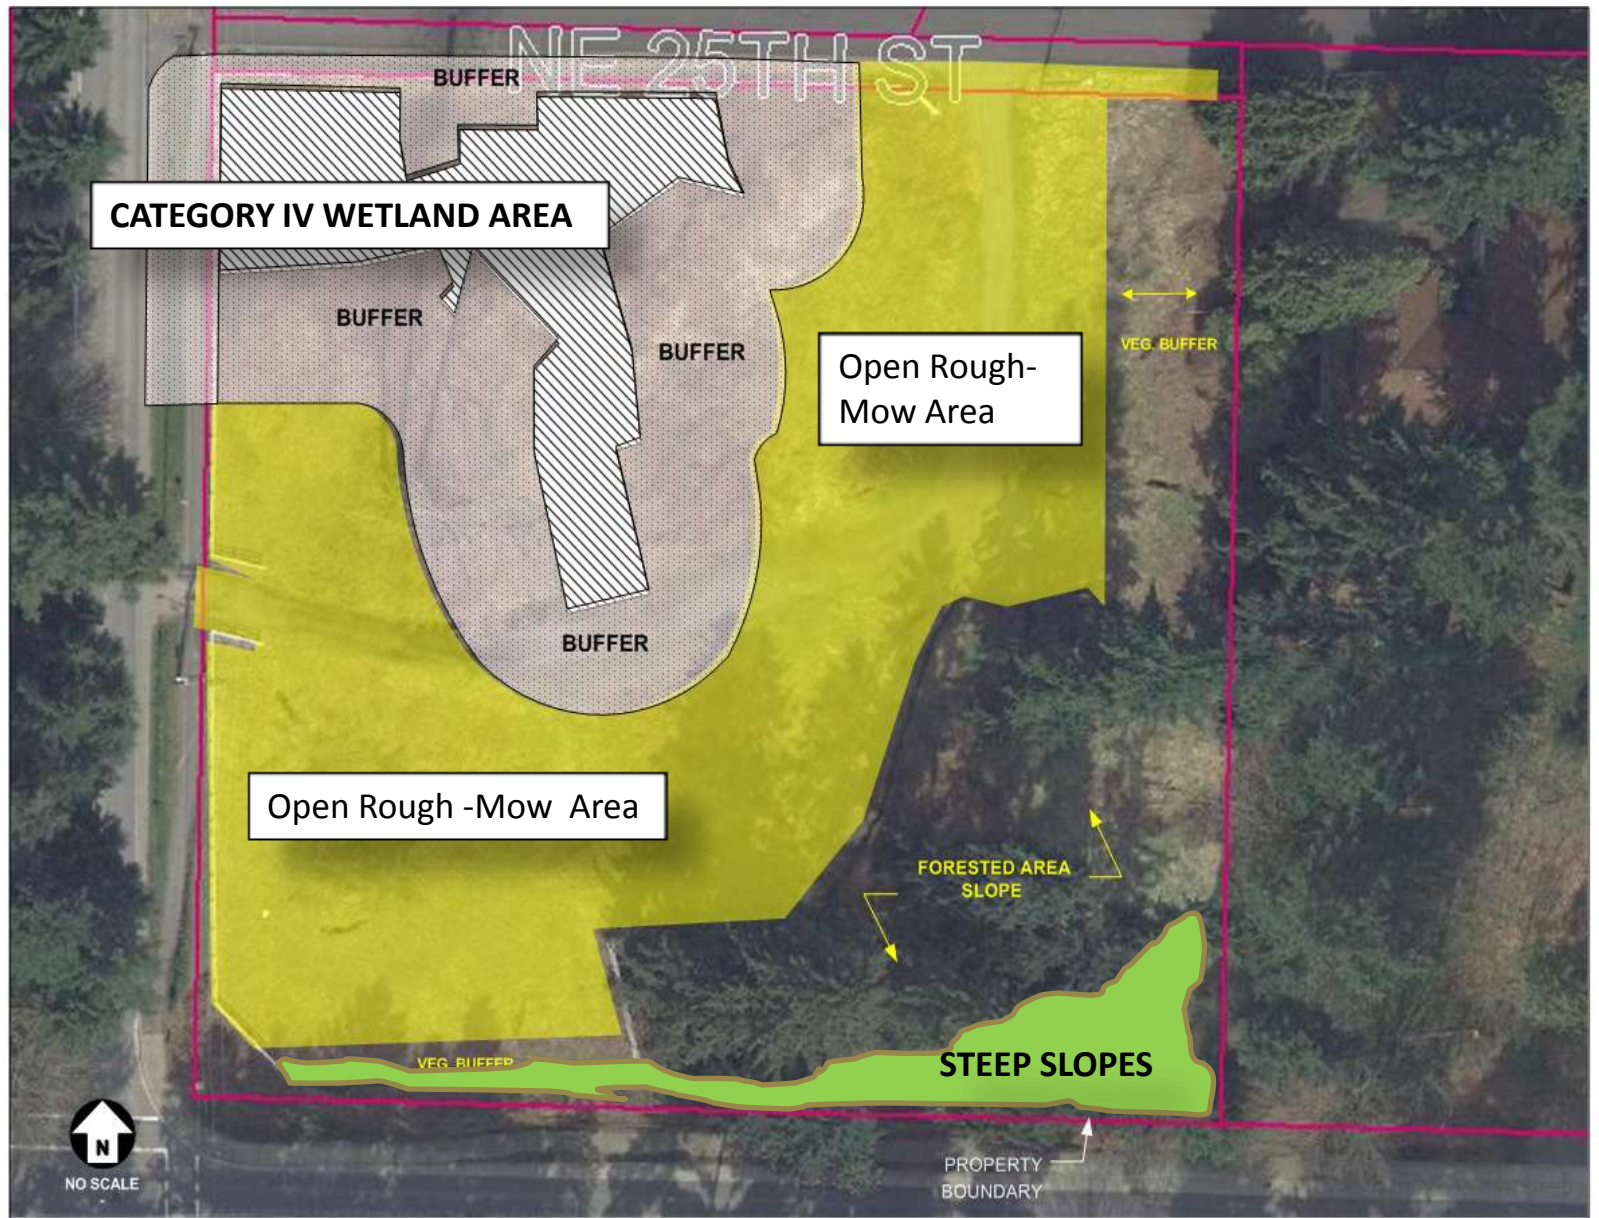 NE 25TH ST
BUFFER
CATEGORY IV WETLAND AREA
BUFFER
BUFFER
Open Rough-
Mow Area
VEG. BUFFER
BUFFER
Open Rough -Mow  Area
FORESTED AREA
SLOPE
VEG. BUFFER
STEEP SLOPES
N
NO SCALE
PROPERTY
BOUNDARY